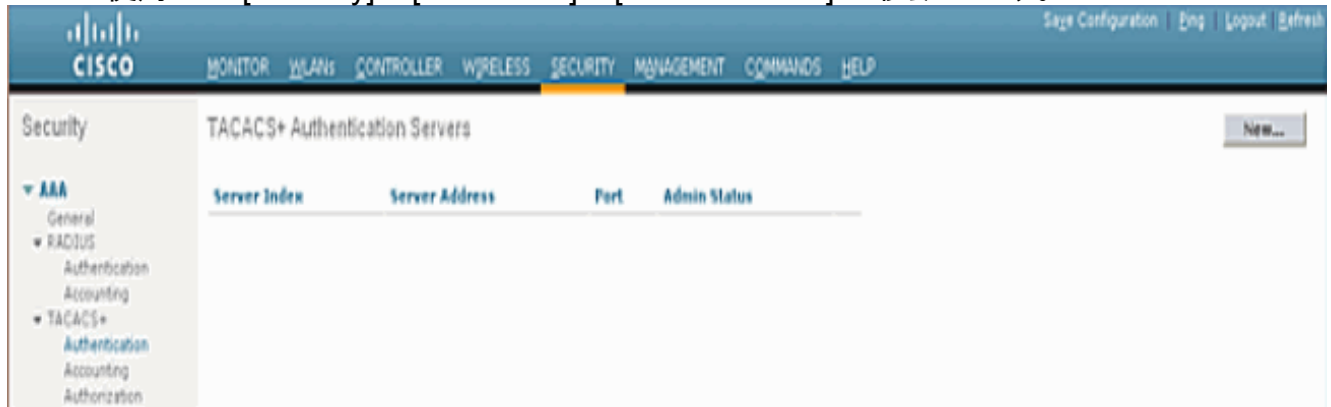 Save Configuration | Ping | Logout | Refresh
CISCO
MONITOR WLANs CONTROLLER WIRELESS SECURITY MANAGEMENT COMMANDS HELP
Security
TACACS+ Authentication Servers
New...
AAA
General
RADIUS
Authentication
Accounting
TACACS+
Authentication
Accounting
Authorization
Server Index Server Address Port Admin Status